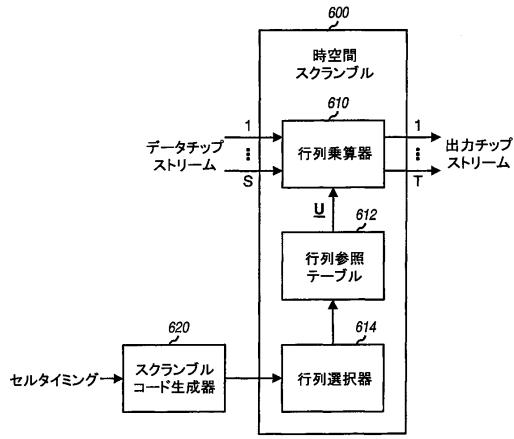 600
時空間
スクランブル
610
1
データチップ
ストリーム
S
行列乗算器
1
出力チップ
ストリーム
T
U
612
行列参照
テーブル
620
614
セルタイミング
スクランブル
コード生成器
行列選択器